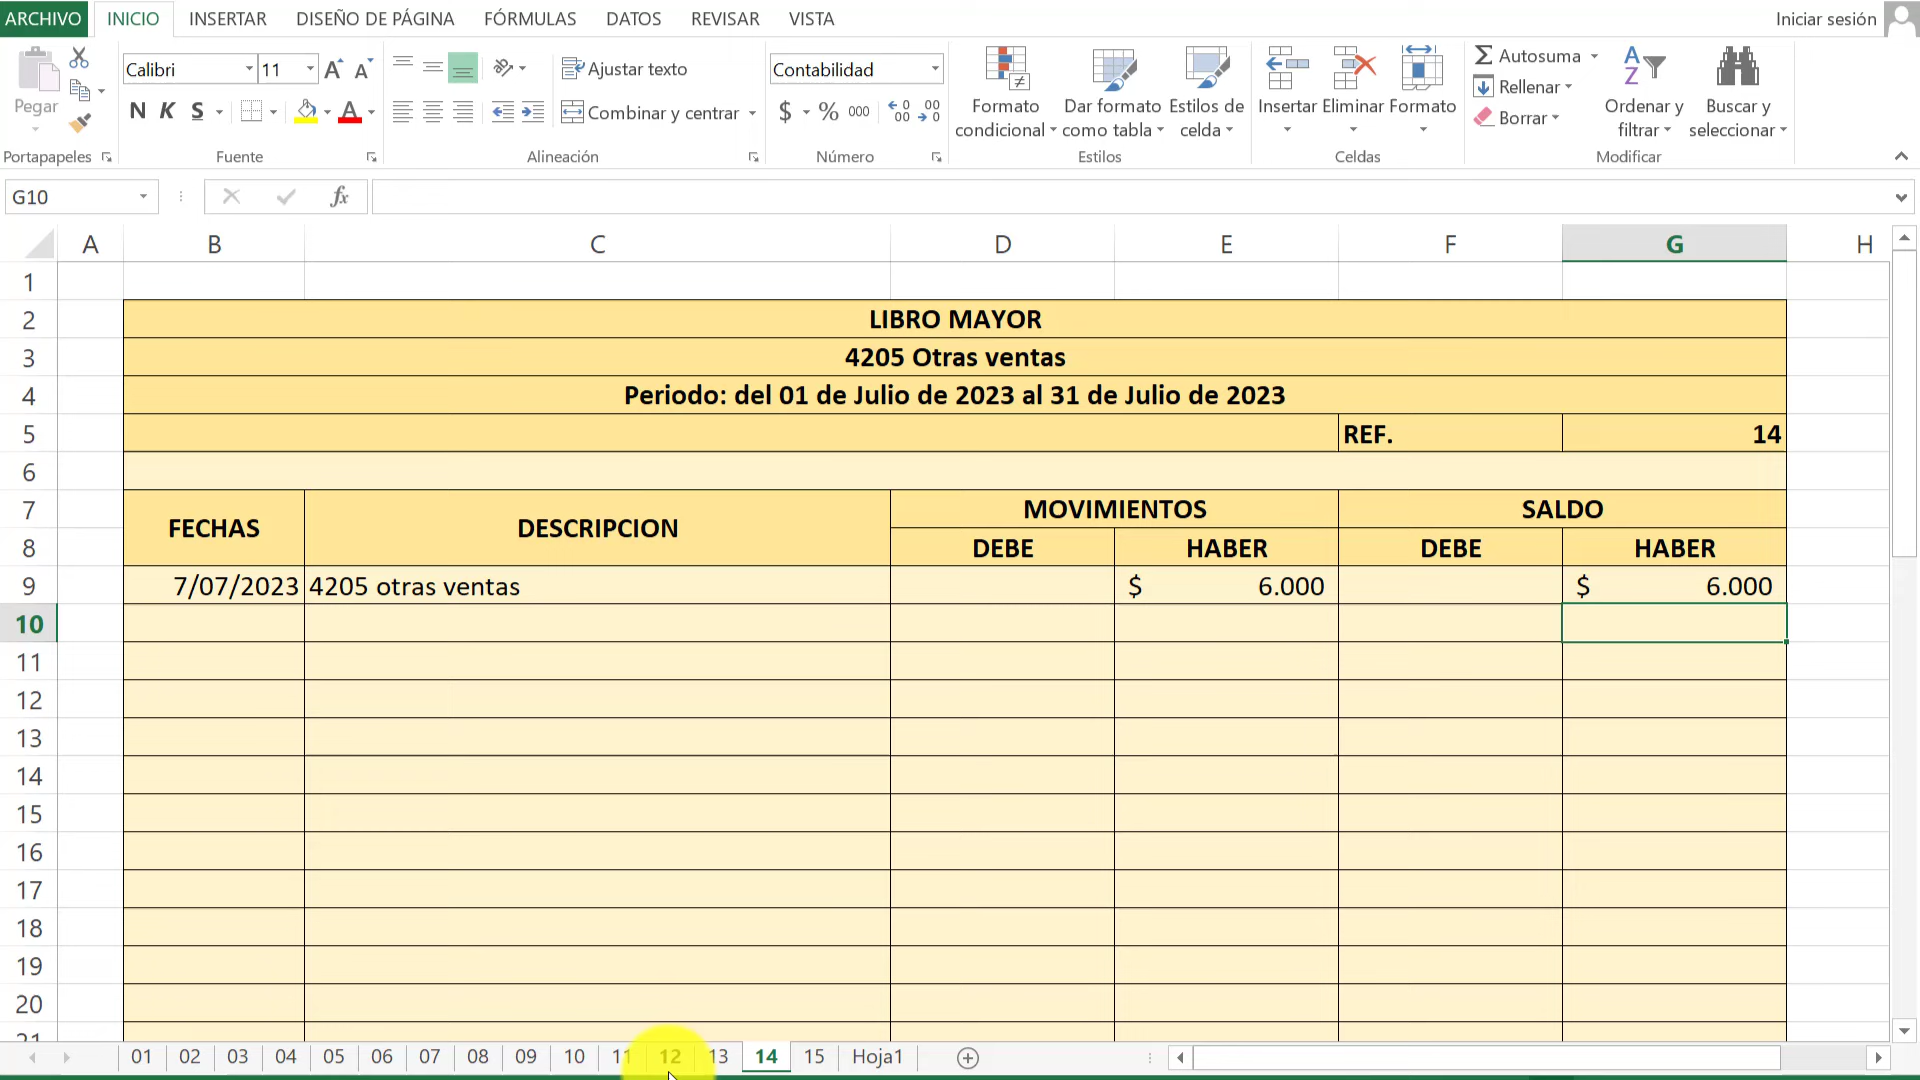 ARCHIVO INICIO INSERTAR DISEÑO DE PÁGINA FÓRMULAS DATOS REVISAR VISTA Iniciar sesión
Pegar
Portapapeles
Calibri 11 A A
N K S A
Fuente
Ajustar texto
Combinar y centrar
Alineación
Contabilidad
$ % 000
Número
Formato condicional
Dar formato como tabla
Estilos de celda
Estilos
Insertar Eliminar Formato
Celdas
Autosuma
Rellenar
Borrar
Ordenar y filtrar
Buscar y seleccionar
Modificar
G10 fx
A B C D E F G H
1
2 LIBRO MAYOR
3 4205 Otras ventas
4 Periodo: del 01 de Julio de 2023 al 31 de Julio de 2023
5 REF. 14
6
7 FECHAS DESCRIPCION MOVIMIENTOS SALDO
8 DEBE HABER DEBE HABER
9 7/07/2023 4205 otras ventas $ 6.000 $ 6.000
10
11
12
13
14
15
16
17
18
19
20
21
01 02 03 04 05 06 07 08 09 10 11 12 13 14 15 Hoja1